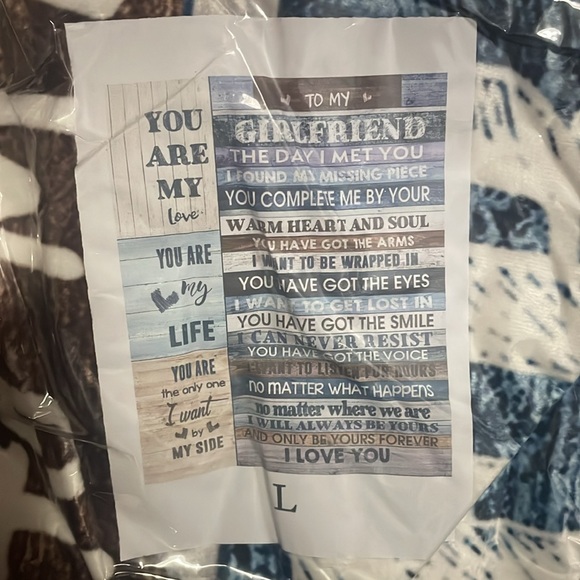 YOU
ARE
MY
love
YOU ARE
my
LIFE
YOU ARE
the only one
I want
by
MY SIDE
TO MY
GIRLFRIEND
THE DAY I MET YOU
I FOUND MY MISSING PIECE
YOU COMPLETE ME BY YOUR
WARM HEART AND SOUL
YOU HAVE GOT THE ARMS
I WANT TO BE WRAPPED IN
YOU HAVE GOT THE EYES
I WANT TO GET LOST IN
YOU HAVE GOT THE SMILE
I CAN NEVER RESIST
YOU HAVE GOT THE VOICE
I WANT TO LISTEN FOR HOURS
no MATTER WHAT HAPPENS
no matter where we are
I WILL ALWAYS BE YOURS
AND ONLY BE YOURS FOREVER
I LOVE YOU
L